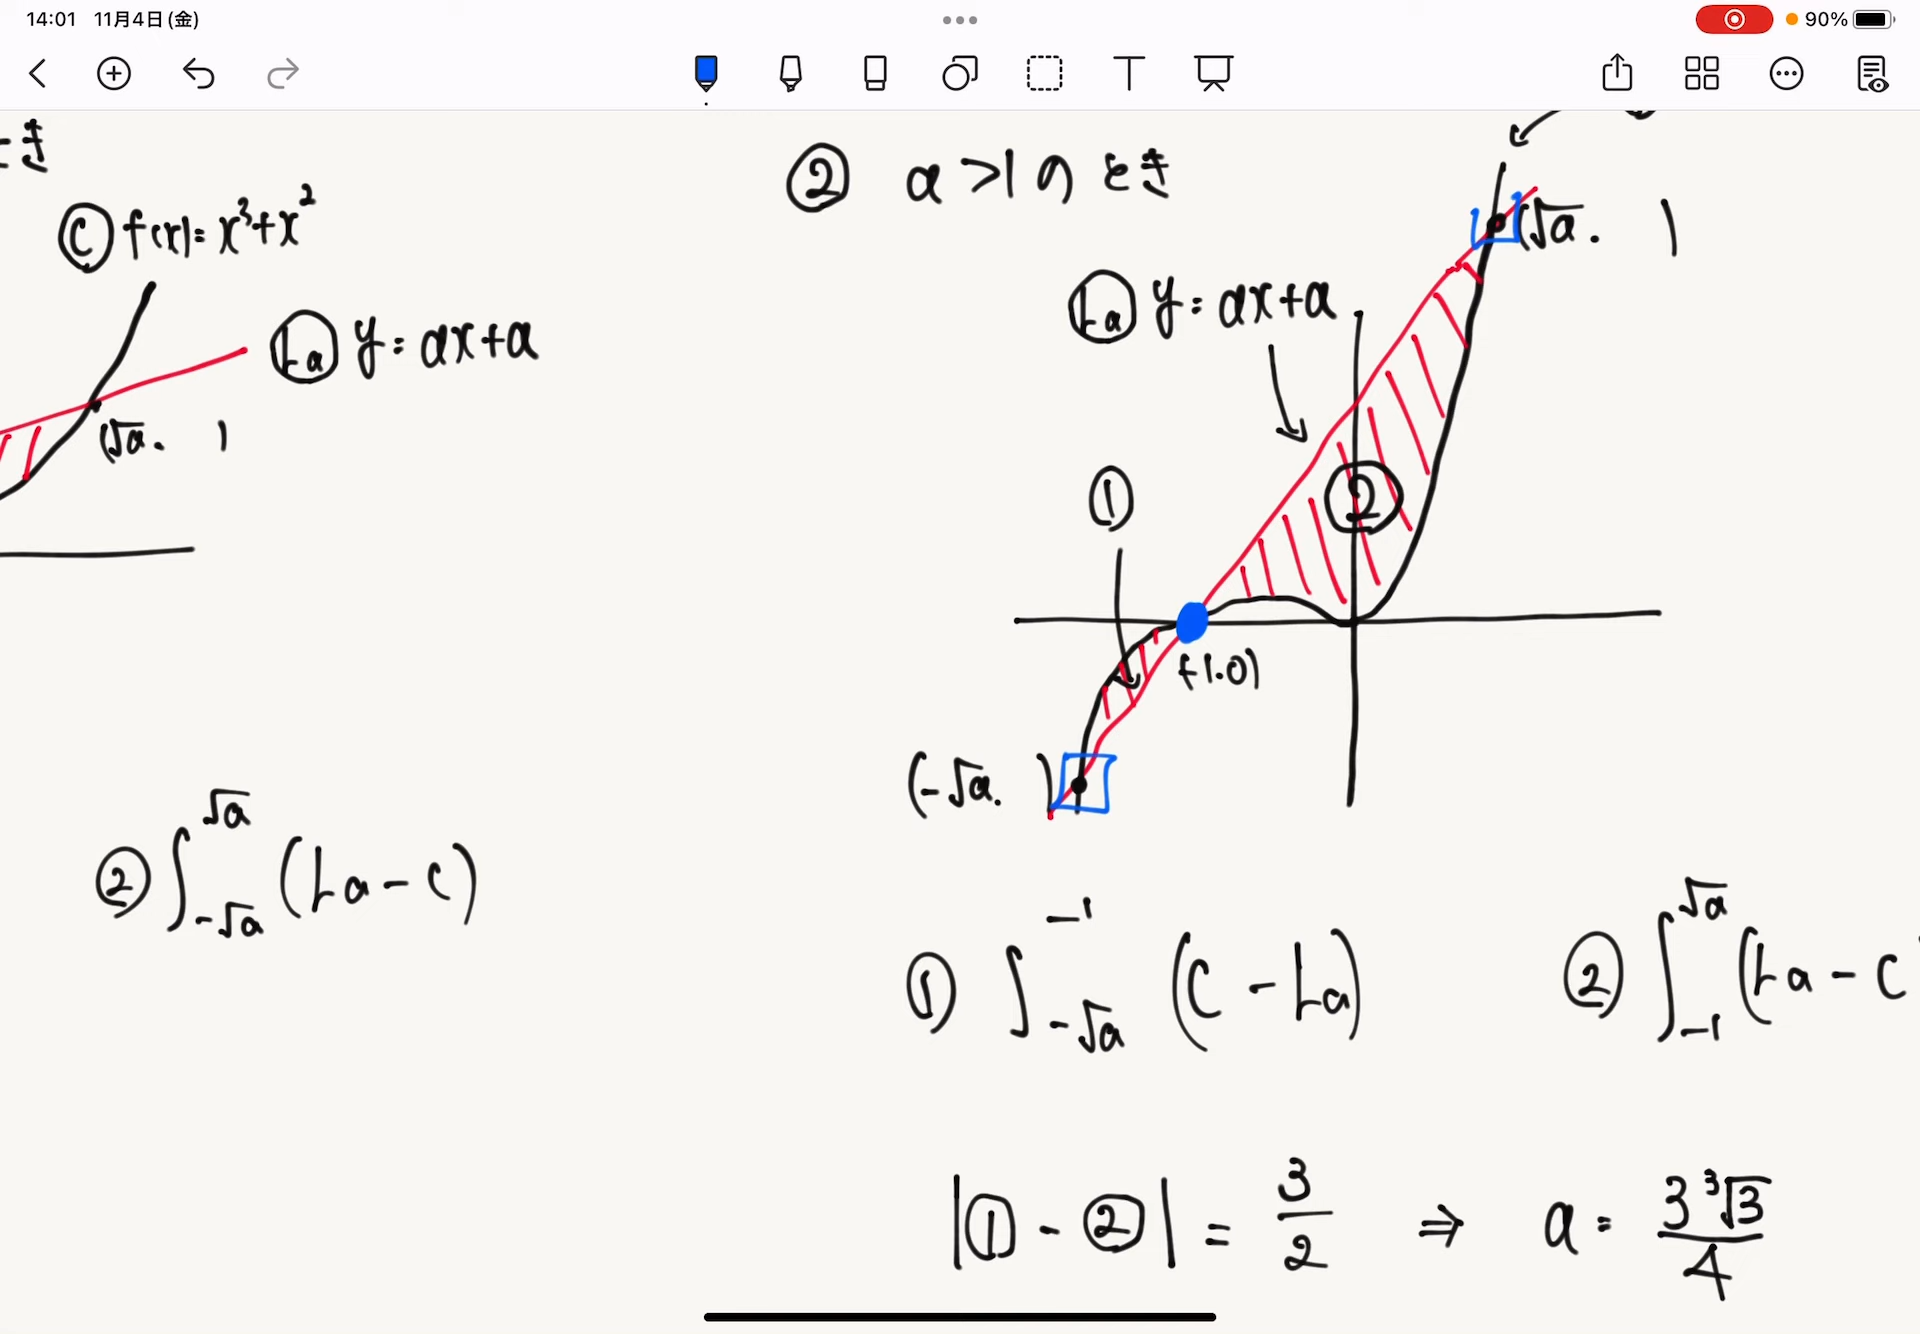 14:01 11月4日(金)
90%
とき
② a>1のとき
Ⓒ f(x)=x³+x²
(√a. )
La y=ax+a
La y=ax+a
(√a. )
①
②
(-1.0)
(-√a. )
② ∫_{-√a}^{√a} (La-C)
① ∫_{-√a}^{-1} (C-La)
② ∫_{-1}^{√a} (La-C
|①-②|=3/2 ⇒ a=3∛3/4